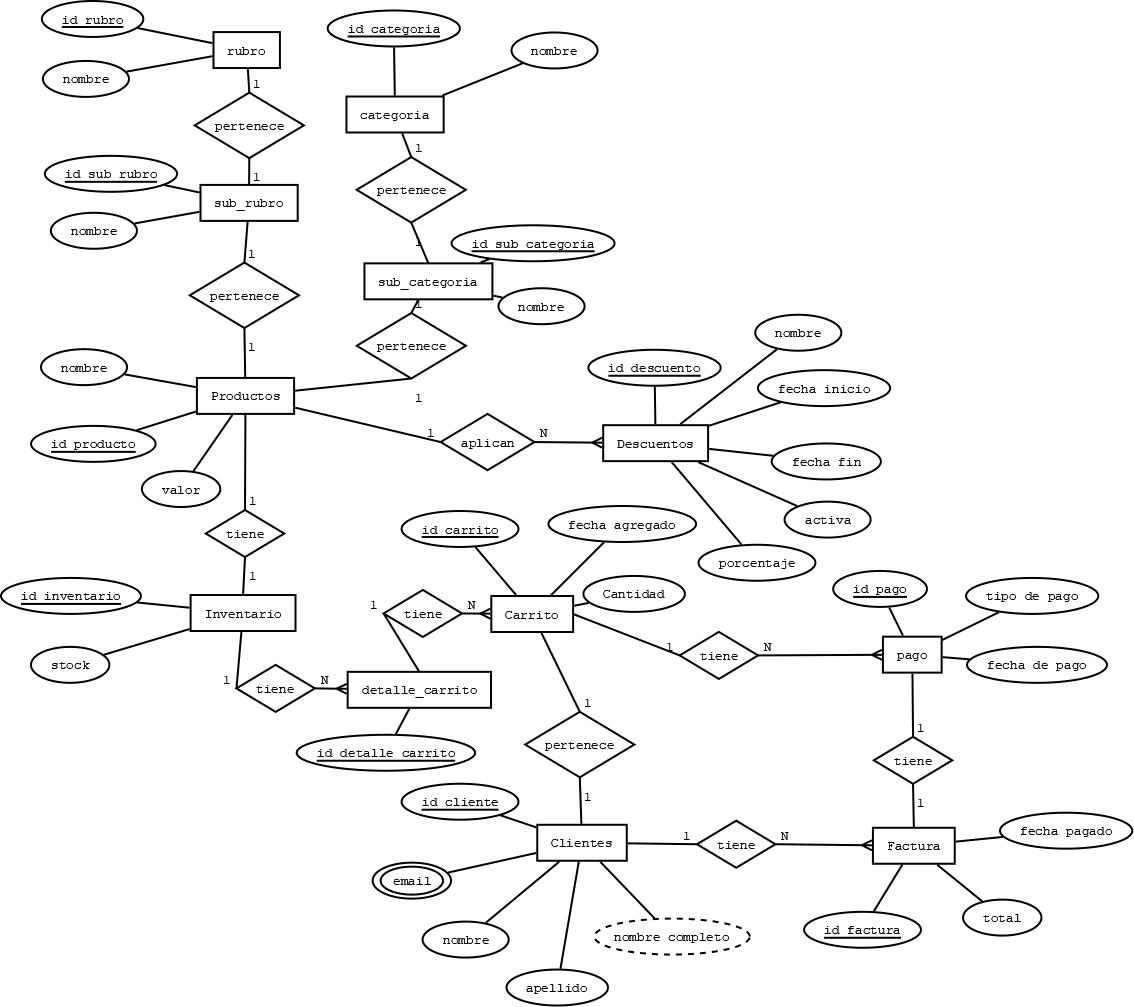 id rubro
nombre
rubro
1
pertenece
1
id sub rubro
nombre
sub_rubro
1
pertenece
1
id categoria
nombre
categoria
1
pertenece
1
id sub categoria
sub_categoria
nombre
1
pertenece
1
nombre
Productos
id producto
valor
1
aplican
N
id descuento
nombre
fecha inicio
Descuentos
fecha fin
activa
porcentaje
1
tiene
1
id inventario
Inventario
stock
1
tiene
N
detalle_carrito
id detalle carrito
1
tiene
N
id carrito
fecha agregado
Cantidad
Carrito
1
tiene
N
id pago
tipo de pago
pago
fecha de pago
1
pertenece
1
1
tiene
1
id cliente
Clientes
email
nombre
apellido
nombre completo
1
tiene
N
Factura
fecha pagado
total
id factura